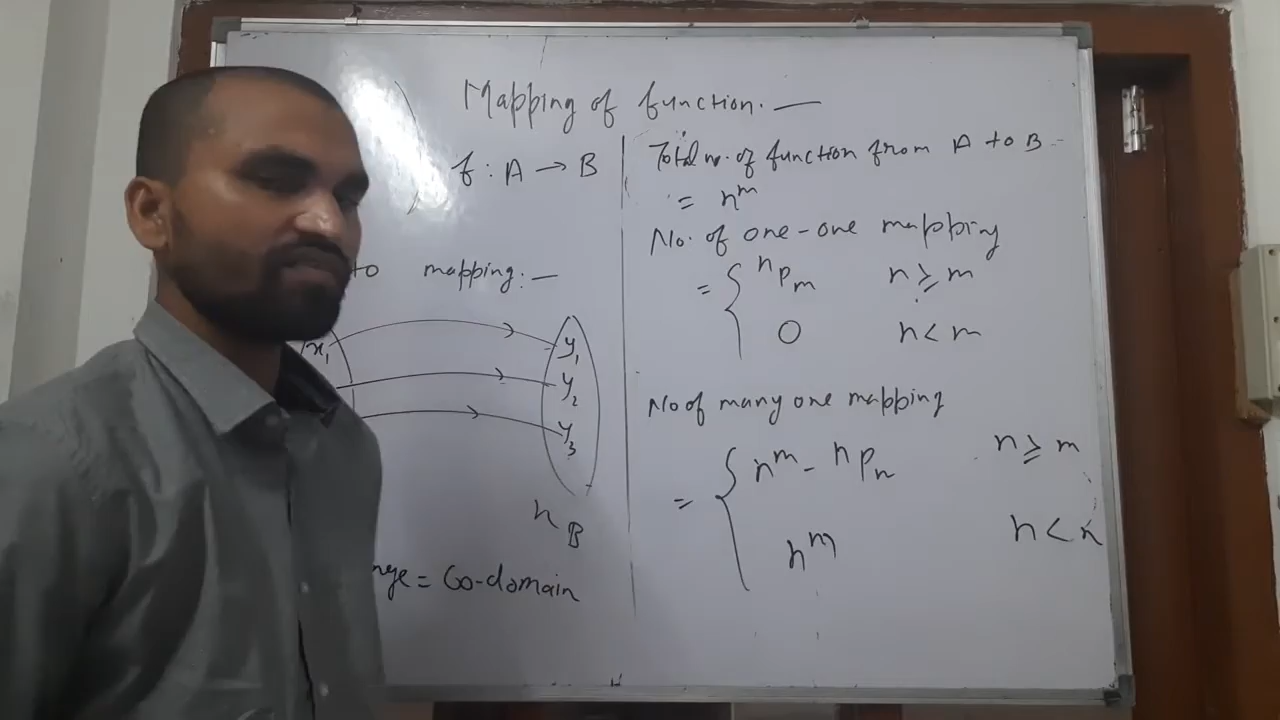 Mapping of function. —
f : A → B
to mapping: —
x₁
y₁
y₂
y₃
n
B
nge = Co-domain
Total no. of function from A to B -
= n^m
No. of one-one mapping
= { ⁿPₘ n ≥ m
0 n < m
No of many one mapping
= { n^m - ⁿPₙ n ≥ m
n^m n < n